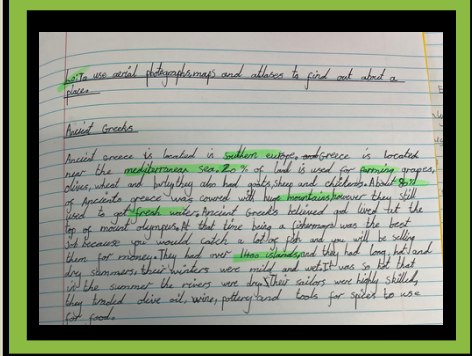 L.O: To use aerial photographs, maps and atlases to find out about a
place.
Ancient Greeks.
Ancient greece is located in southern europe. Greece is located
near the mediterranean sea. 20% of land is used for farming grapes,
olives, wheat and barley they also had goats, sheep and chickens. About 80%
of Ancient greece was covered with huge mountains, however they still
used to get fresh water. Ancient Greeks believed god lived tat the
top of mount olympus. At that time being a fisherman was the best
job because you would catch a lot of fish and you will be selling
them for money. They had over 1400 islands, and they had long, hot and
dry summers. their winters were mild and wet. It was so hot that
in the summer the rivers were dry. Their sailors were highly skilled,
they traded olive oil, wine, pottery and tools for spices to use
for food.